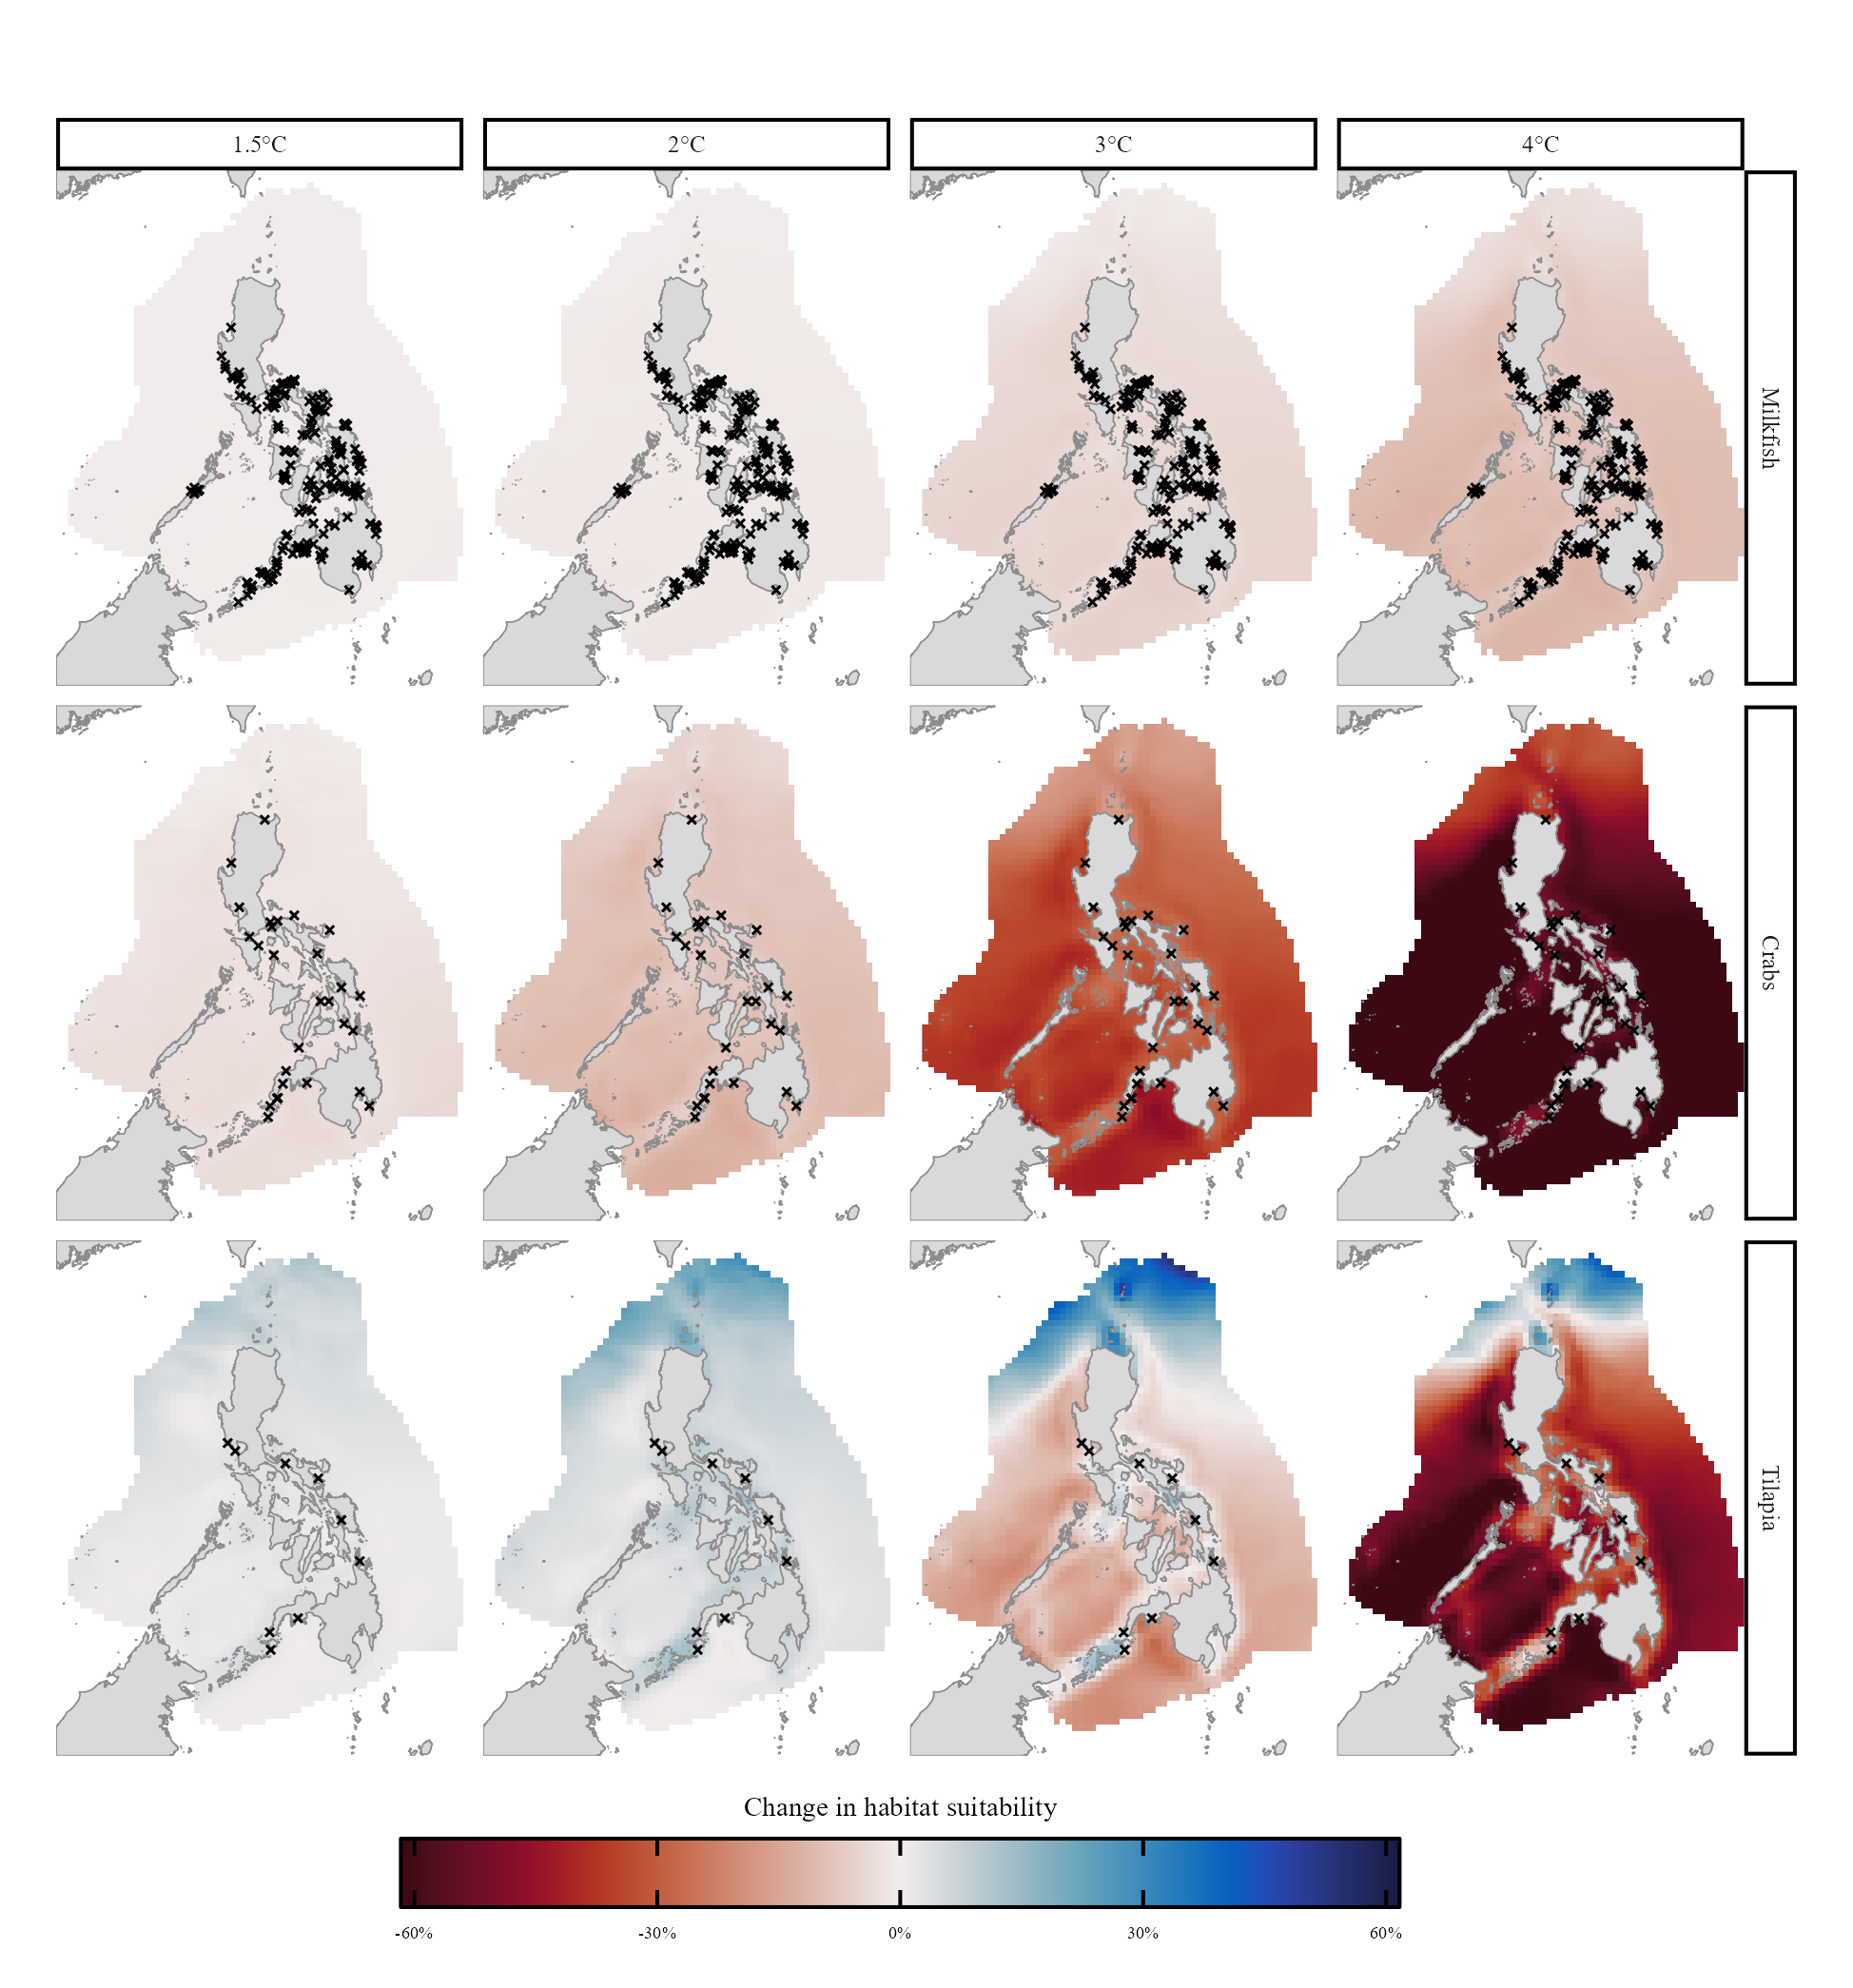 1.5°C
2°C
3°C
4°C
Milkfish
Crabs
Tilapia
Change in habitat suitability
-60%
-30%
0%
30%
60%